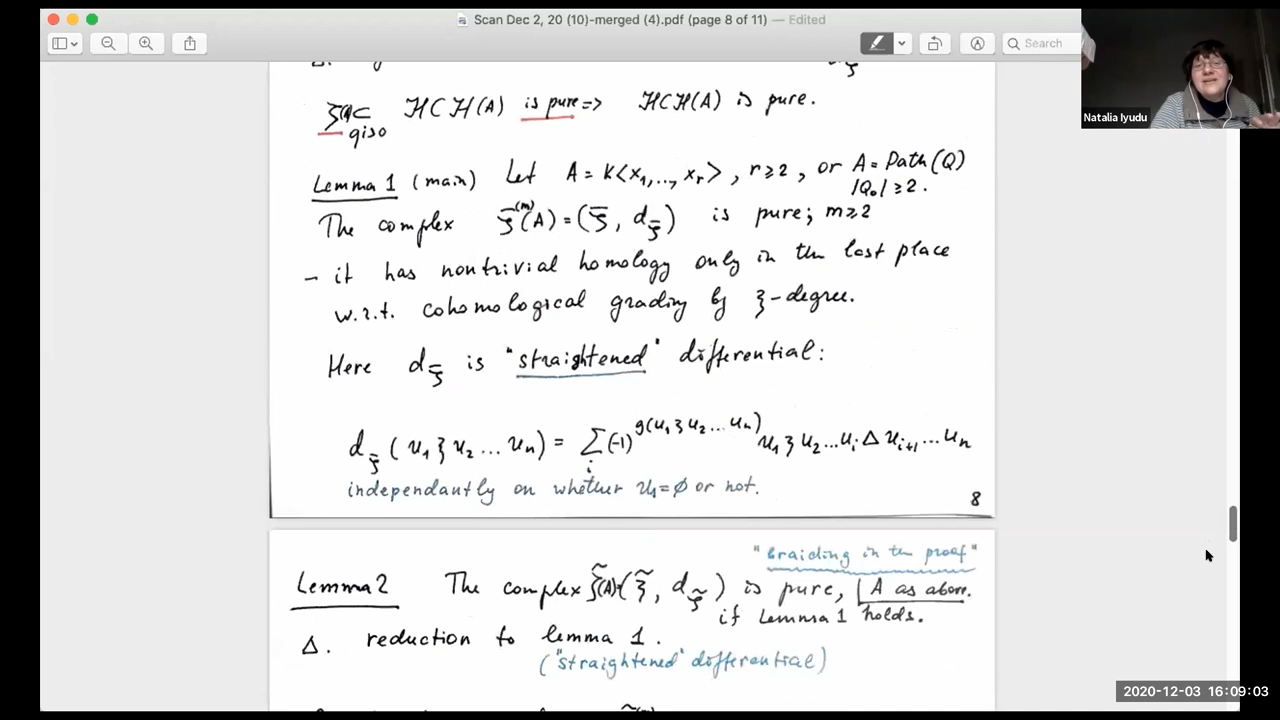 Scan Dec 2, 20 (10)-merged (4).pdf (page 8 of 11) — Edited
Search
Natalia Iyudu
qiso HCH(A) is pure => HCH(A) is pure.
Lemma 1 (main) Let A = K<x₁,..,xᵣ>, r≥2, or A = Path(Q)
|Q₀| ≥ 2.
The complex ξ̄⁽ᵐ⁾(A) = (ξ̄, d_ξ̄) is pure; m≥2
- it has nontrivial homology only in the last place
w.r.t. cohomological grading by ξ-degree.
Here d_ξ̄ is "straightened" differential:
d_ξ̄ (u₁ ξ u₂ ... uₙ) = Σᵢ (-1)^{g(u₁ ξ u₂ ... uₙ)} u₁ ξ u₂ ... uᵢ Δ uᵢ₊₁ ... uₙ
independantly on whether u₁=∅ or not.
8
"braiding in the proof"
Lemma 2 The complex ξ̃(A)=(ξ̃, d_ξ̃) is pure, A as above.
if Lemma 1 holds.
Δ. reduction to lemma 1.
("straightened" differential)
2020-12-03 16:09:03